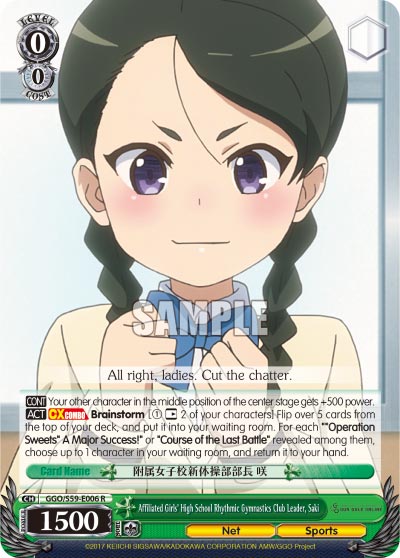 LEVEL
0
0
COST
SAMPLE
All right, ladies. Cut the chatter.
CONT Your other character in the middle position of the center stage gets +500 power.
ACT CX COMBO Brainstorm [① 2 of your characters] Flip over 5 cards from
the top of your deck, and put it into your waiting room. For each ""Operation
Sweets" A Major Success!" or "Course of the Last Battle" revealed among them,
choose up to 1 character in your waiting room, and return it to your hand.
Card Name 附属女子校新体操部部長 咲
CH GGO/S59-E006 R
Affiliated Girls' High School Rhythmic Gymnastics Club Leader, Saki
POWER 1500
Net Sports
©2017 KEIICHI SIGSAWA/KADOKAWA CORPORATION AMW/GGO Project